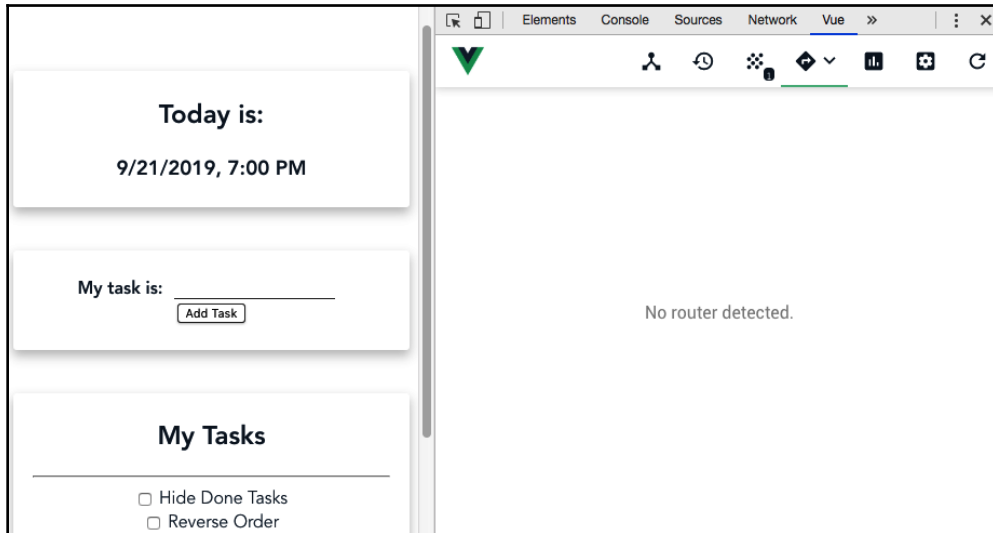 Elements Console Sources Network Vue »
1
Today is:
9/21/2019, 7:00 PM
My task is:
Add Task
No router detected.
My Tasks
Hide Done Tasks
Reverse Order